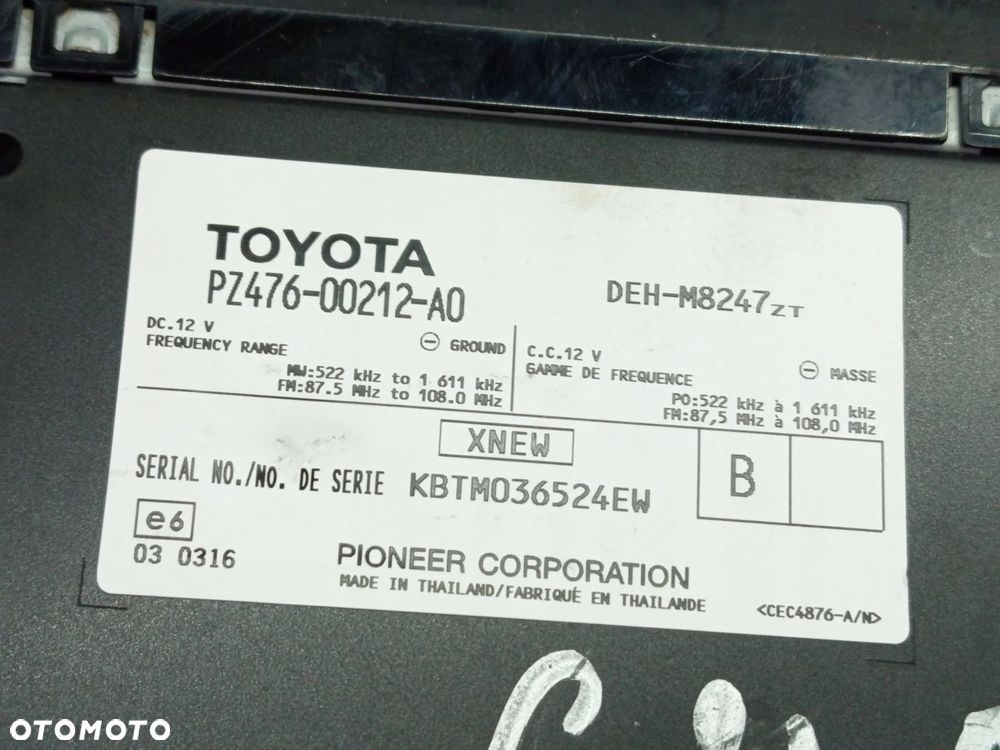 TOYOTA
PZ476-00212-A0
DEH-M8247ZT
DC.12 V
FREQUENCY RANGE
⊖ GROUND
MW:522 kHz to 1 611 kHz
FM:87.5 MHz to 108.0 MHz
C.C.12 V
GAMME DE FREQUENCE
⊖ MASSE
PO:522 kHz à 1 611 kHz
FM:87,5 MHz à 108,0 MHz
XNEW
SERIAL NO./NO. DE SERIE KBTM036524EW
B
e6
03 0316
PIONEER CORPORATION
MADE IN THAILAND/FABRIQUÉ EN THAILANDE
<CEC4876-A/N>
OTOMOTO